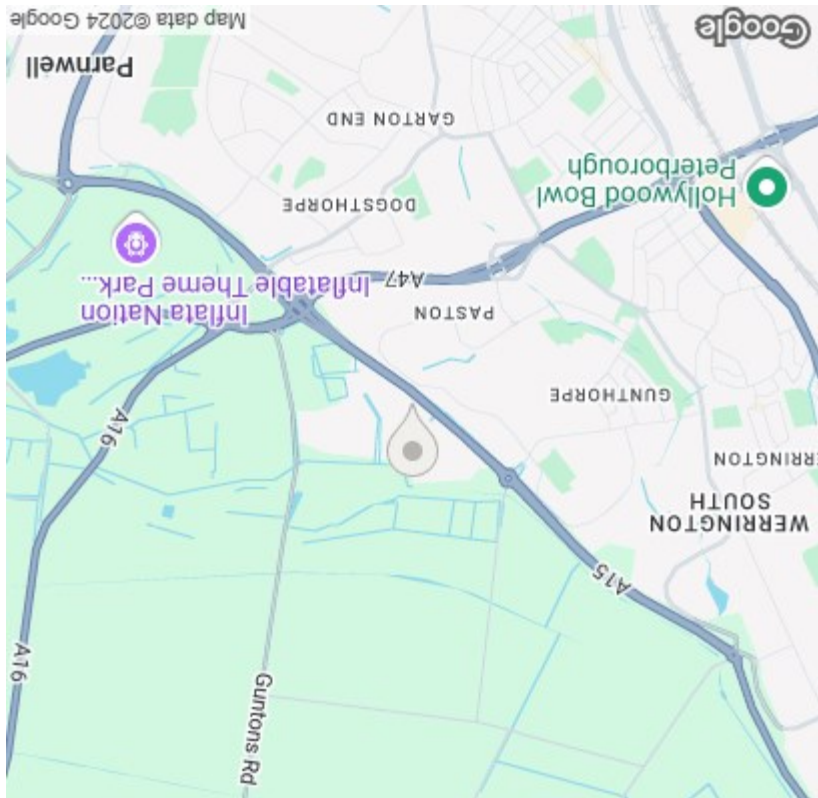 Guntons Rd
A16
A15
WERRINGTON
SOUTH
ERRINGTON
A16
GUNTHORPE
PASTON
Inflata Nation
Inflatable Theme Park...
A47
DOGSTHORPE
Hollywood Bowl
Peterborough
GARTON END
Parnwell
Google
Map data ©2024 Google